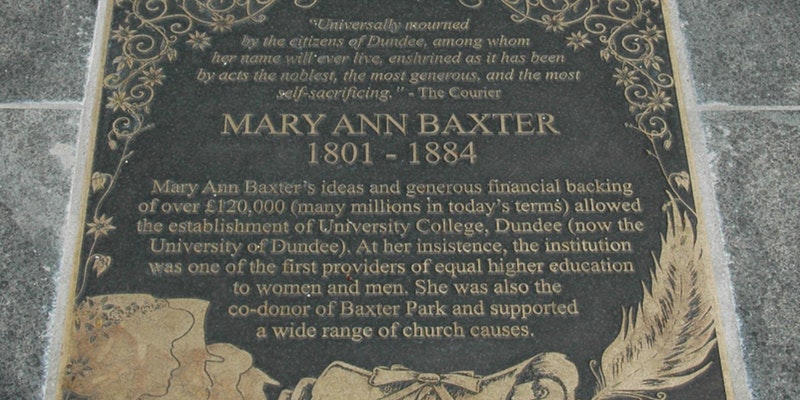 "Universally mourned
by the citizens of Dundee, among whom
her name will ever live, enshrined as it has been
by acts the noblest, the most generous, and the most
self-sacrificing." - The Courier
MARY ANN BAXTER
1801 - 1884
Mary Ann Baxter's ideas and generous financial backing
of over £120,000 (many millions in today's terms) allowed
the establishment of University College, Dundee (now the
University of Dundee). At her insistence, the institution
was one of the first providers of equal higher education
to women and men. She was also the
co-donor of Baxter Park and supported
a wide range of church causes.